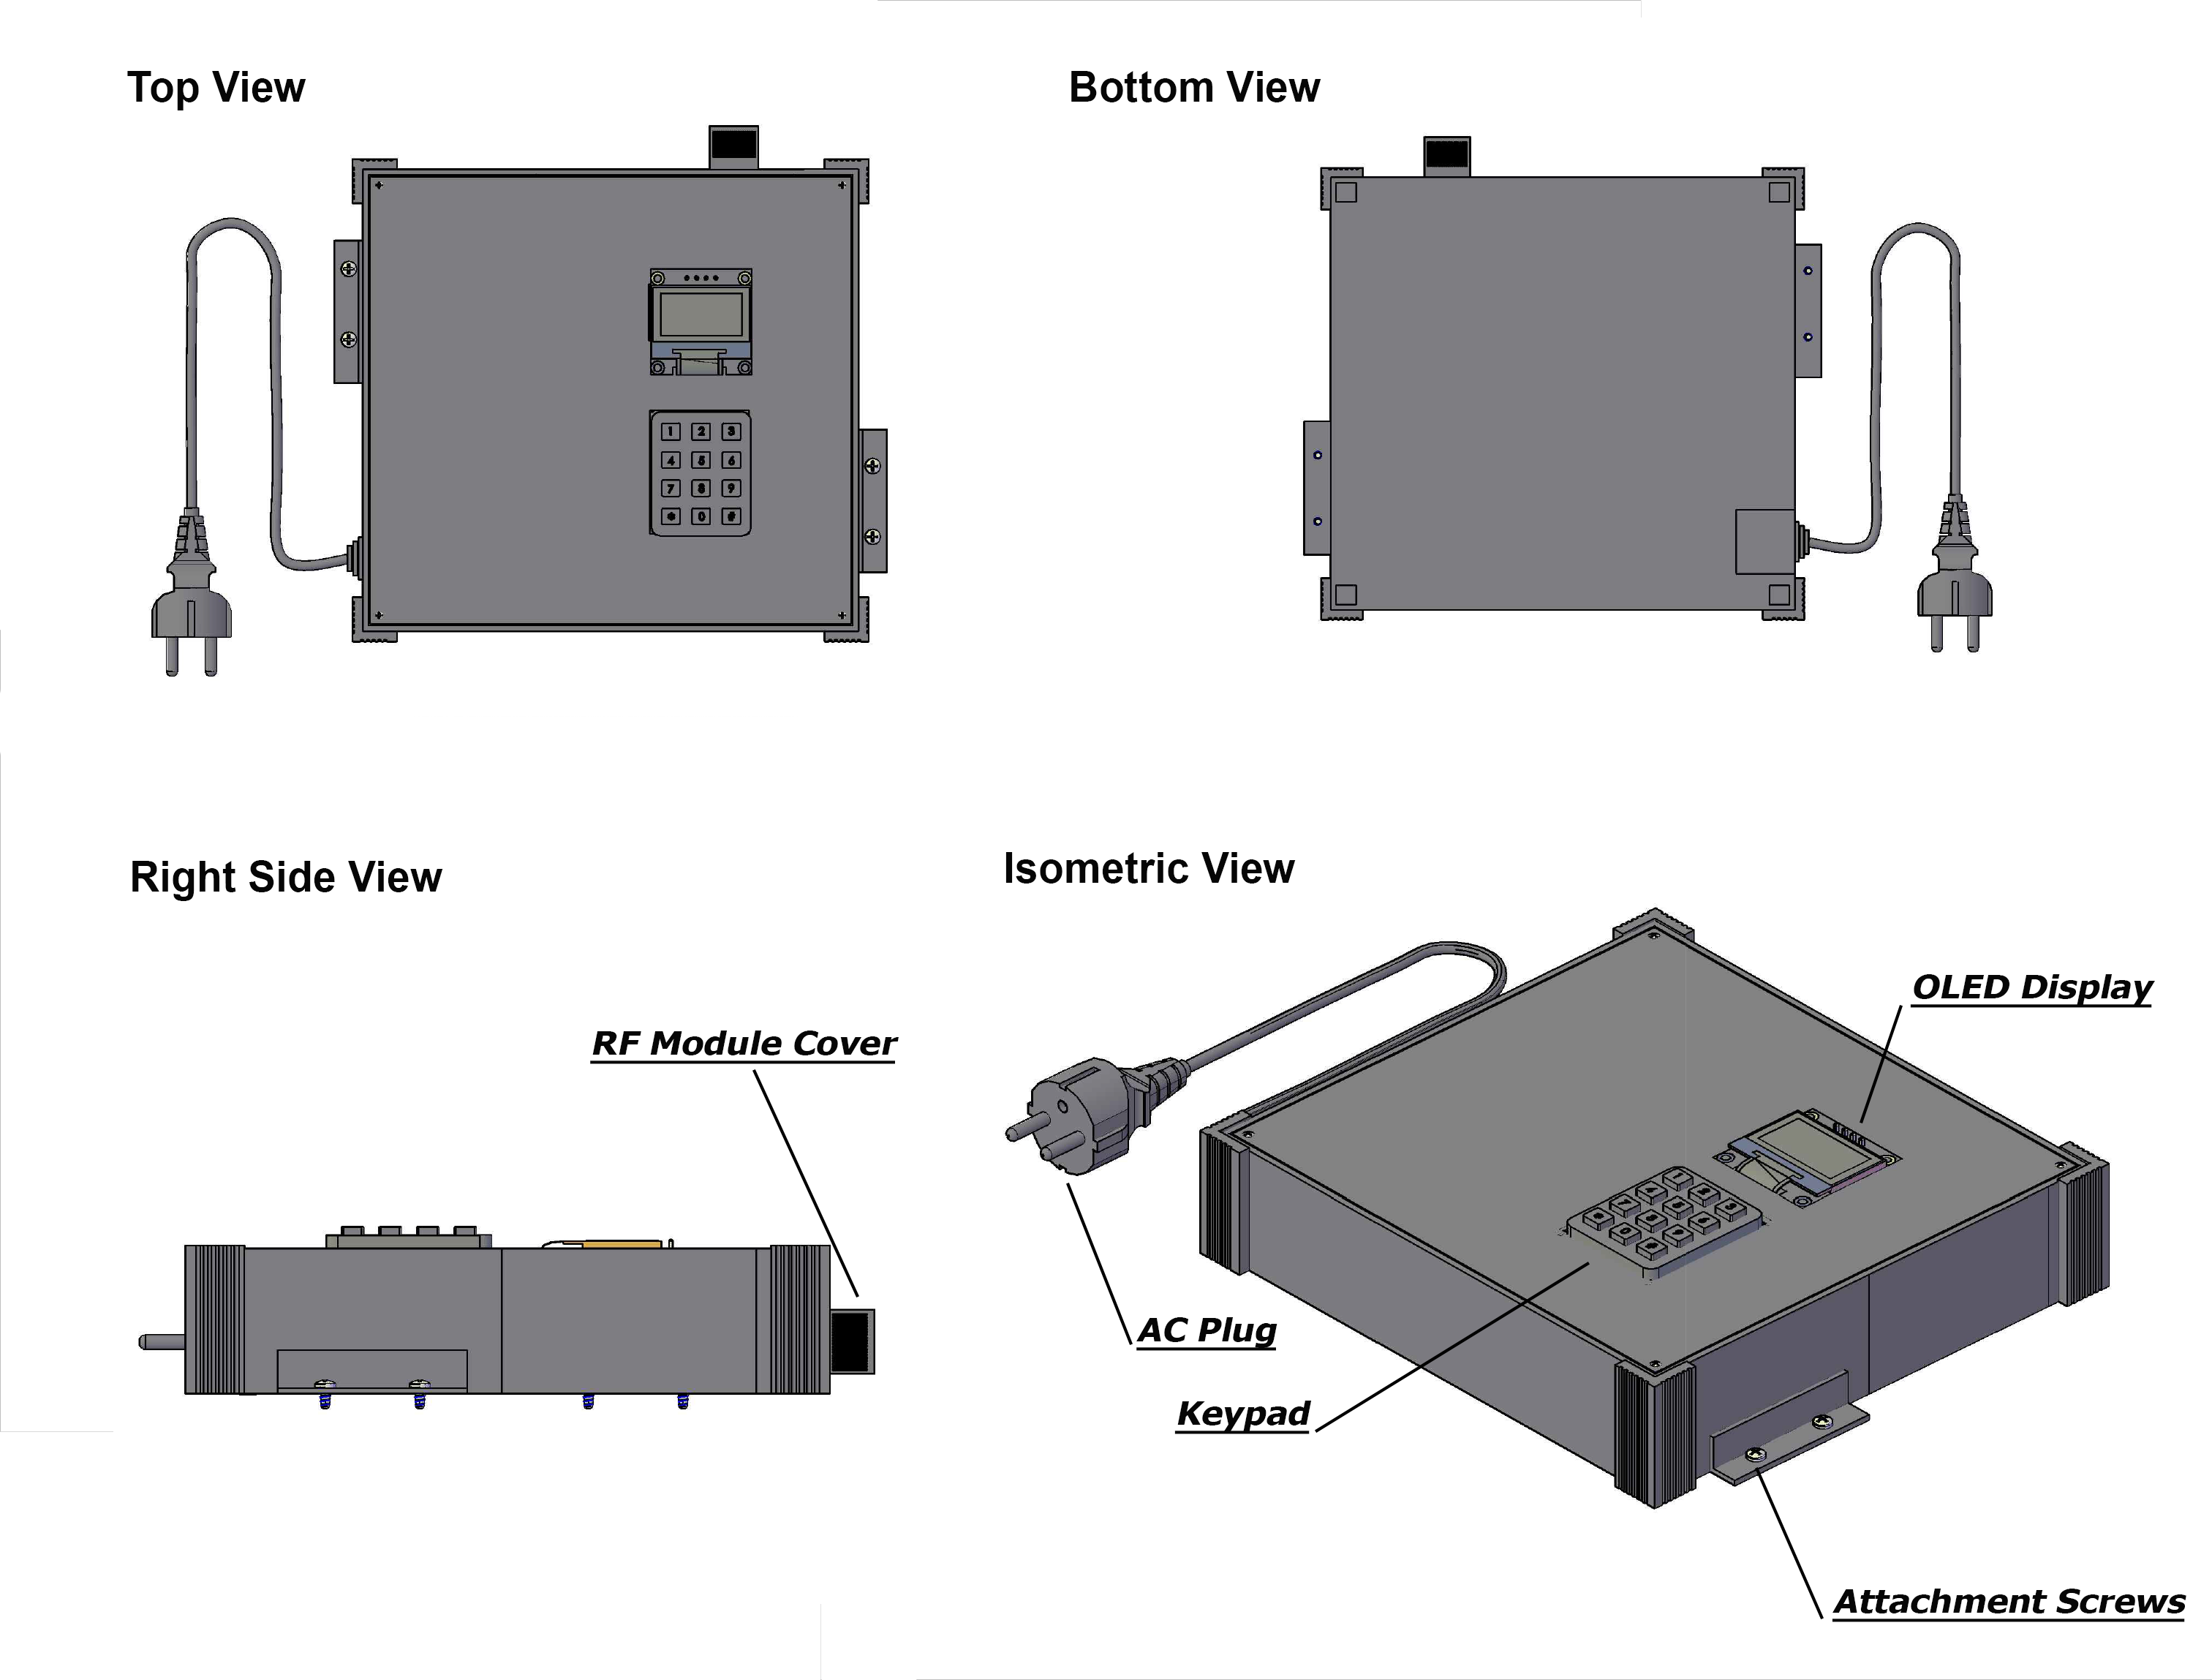 Top View
Bottom View
1 2 3
4 5 6
7 8 9
* 0 #
Right Side View
Isometric View
OLED Display
RF Module Cover
AC Plug
Keypad
Attachment Screws